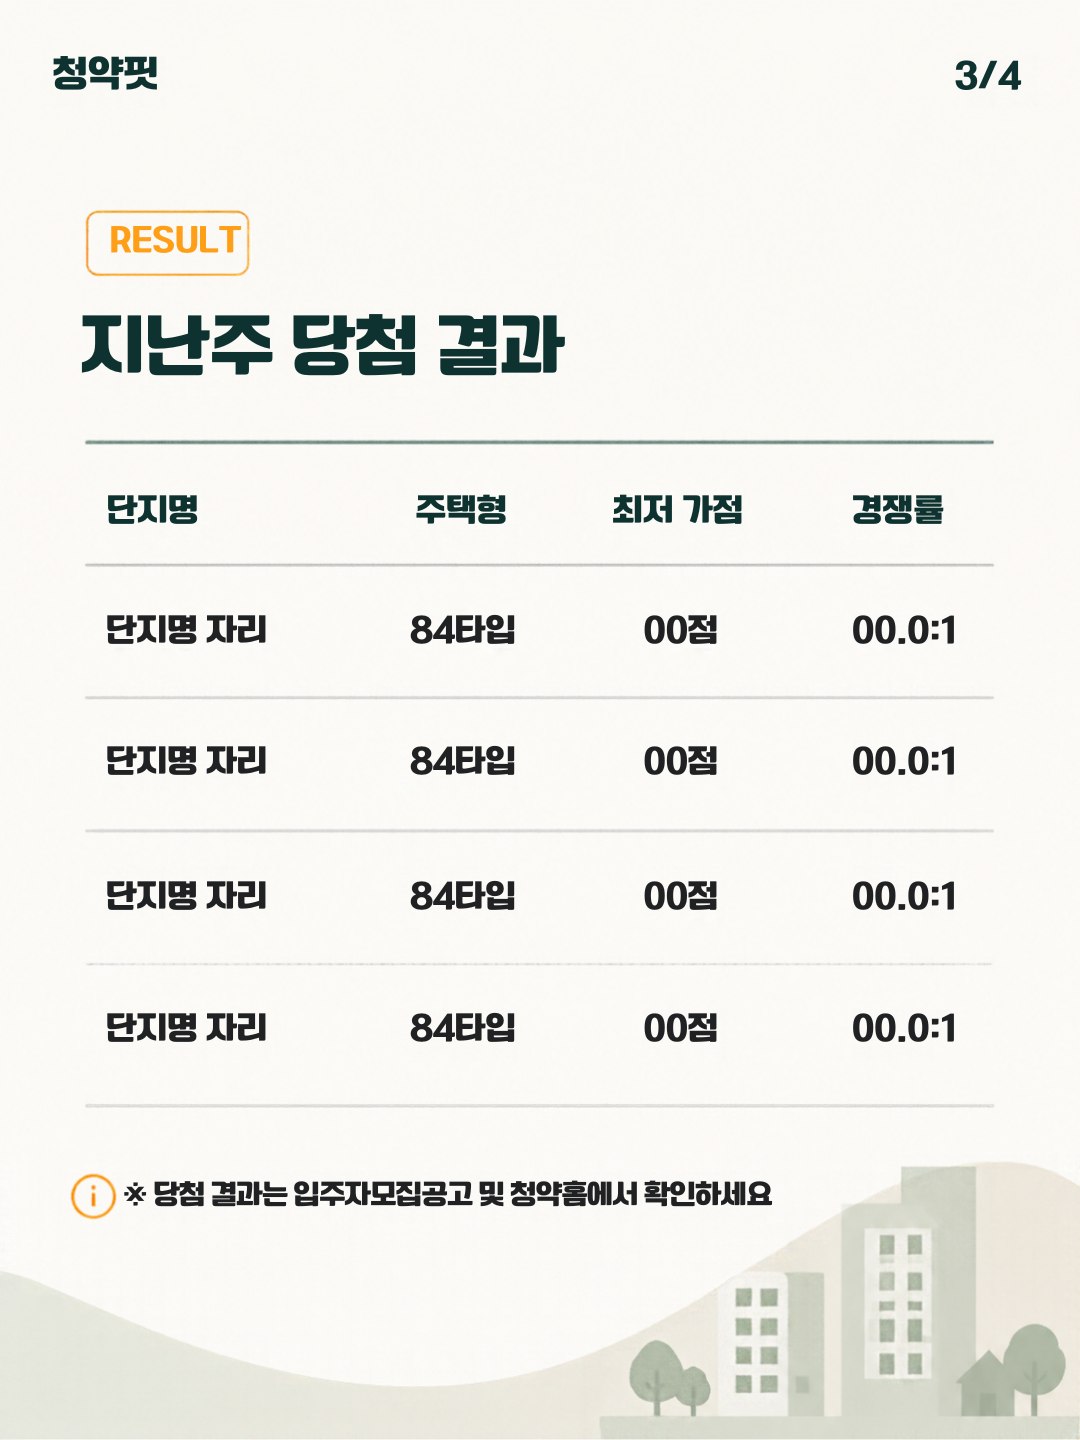 청약핏
3/4
RESULT
지난주 당첨 결과
단지명 주택형 최저 가점 경쟁률
단지명 자리 84타입 00점 00.0:1
단지명 자리 84타입 00점 00.0:1
단지명 자리 84타입 00점 00.0:1
단지명 자리 84타입 00점 00.0:1
※ 당첨 결과는 입주자모집공고 및 청약홈에서 확인하세요